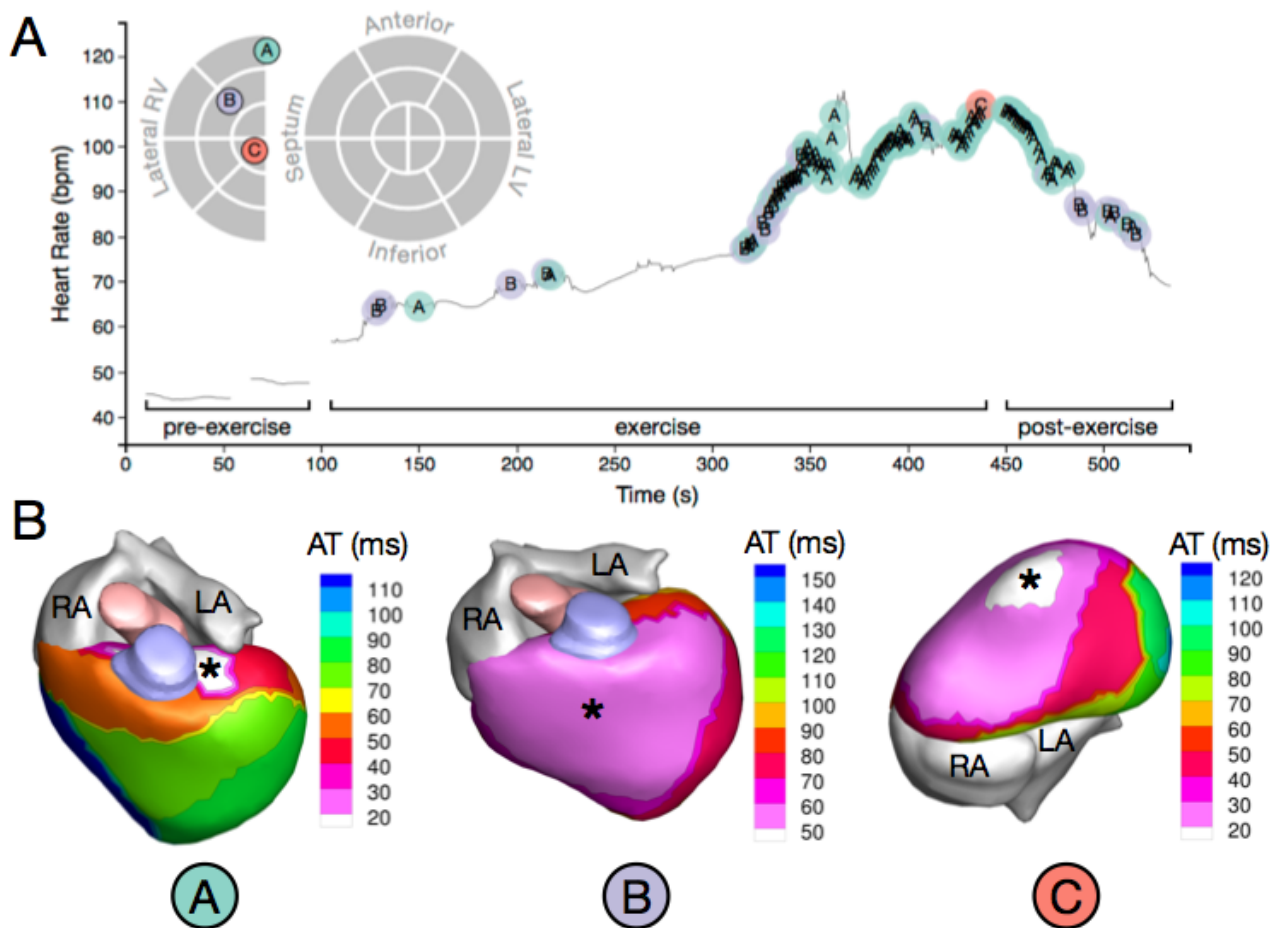 A
Anterior
Lateral RV
Septum
Lateral LV
Inferior
A
B
C
Heart Rate (bpm)
120
110
100
90
80
70
60
50
40
B
B
A
B
B
A
A
A
C
pre-exercise
exercise
post-exercise
0
50
100
150
200
250
300
350
400
450
500
Time (s)
B
RA
LA
*
AT (ms)
110
100
90
80
70
60
50
40
30
20
RA
LA
*
AT (ms)
150
140
130
120
110
100
90
80
70
60
50
*
RA
LA
AT (ms)
120
100
90
80
70
60
50
40
30
20
A
B
C